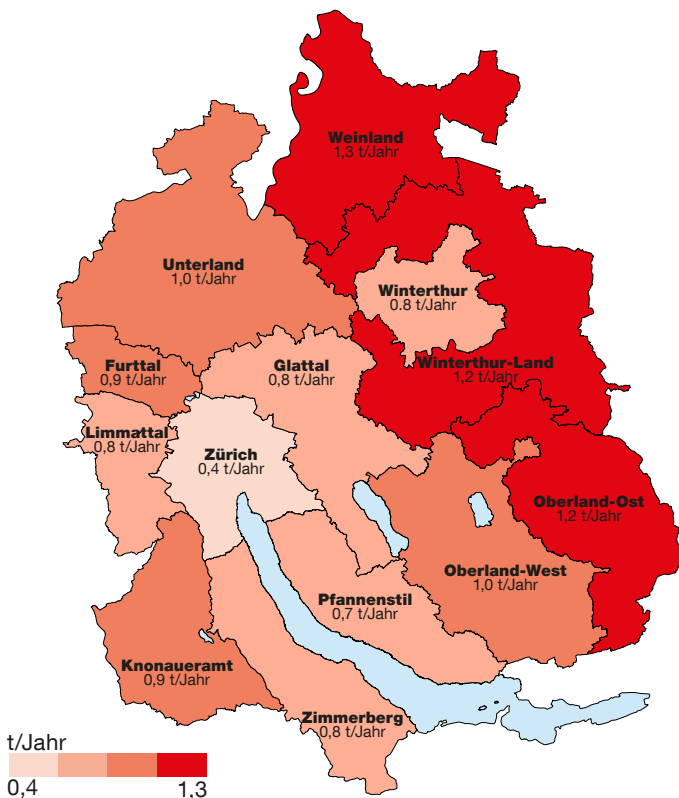 Weinland
1,3 t/Jahr
Unterland
1,0 t/Jahr
Winterthur
0.8 t/Jahr
Furttal
0,9 t/Jahr
Glattal
0,8 t/Jahr
Winterthur-Land
1,2 t/Jahr
Limmattal
0,8 t/Jahr
Zürich
0,4 t/Jahr
Oberland-Ost
1,2 t/Jahr
Oberland-West
1,0 t/Jahr
Pfannenstil
0,7 t/Jahr
Knonaueramt
0,9 t/Jahr
Zimmerberg
0,8 t/Jahr
t/Jahr
0,4 1,3